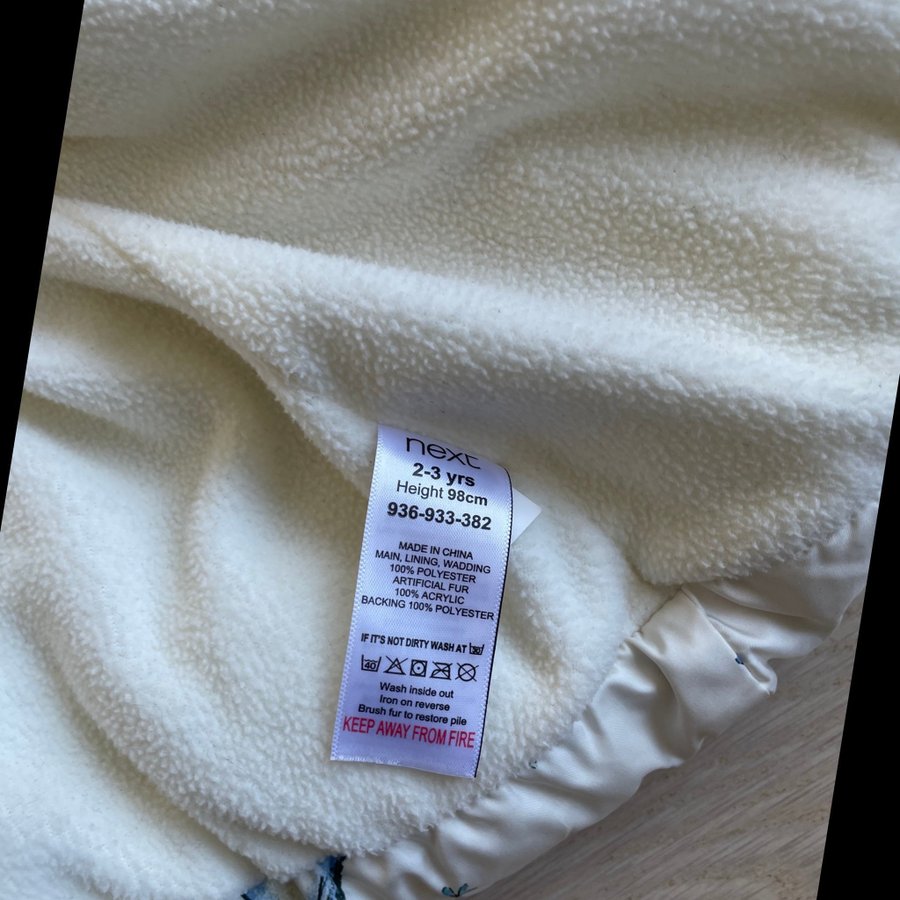 next
2-3 yrs
Height 98cm
936-933-382
MADE IN CHINA
MAIN, LINING, WADDING
100% POLYESTER
ARTIFICIAL FUR
100% ACRYLIC
BACKING 100% POLYESTER
IF IT'S NOT DIRTY WASH AT 30
40
Wash inside out
Iron on reverse
Brush fur to restore pile
KEEP AWAY FROM FIRE